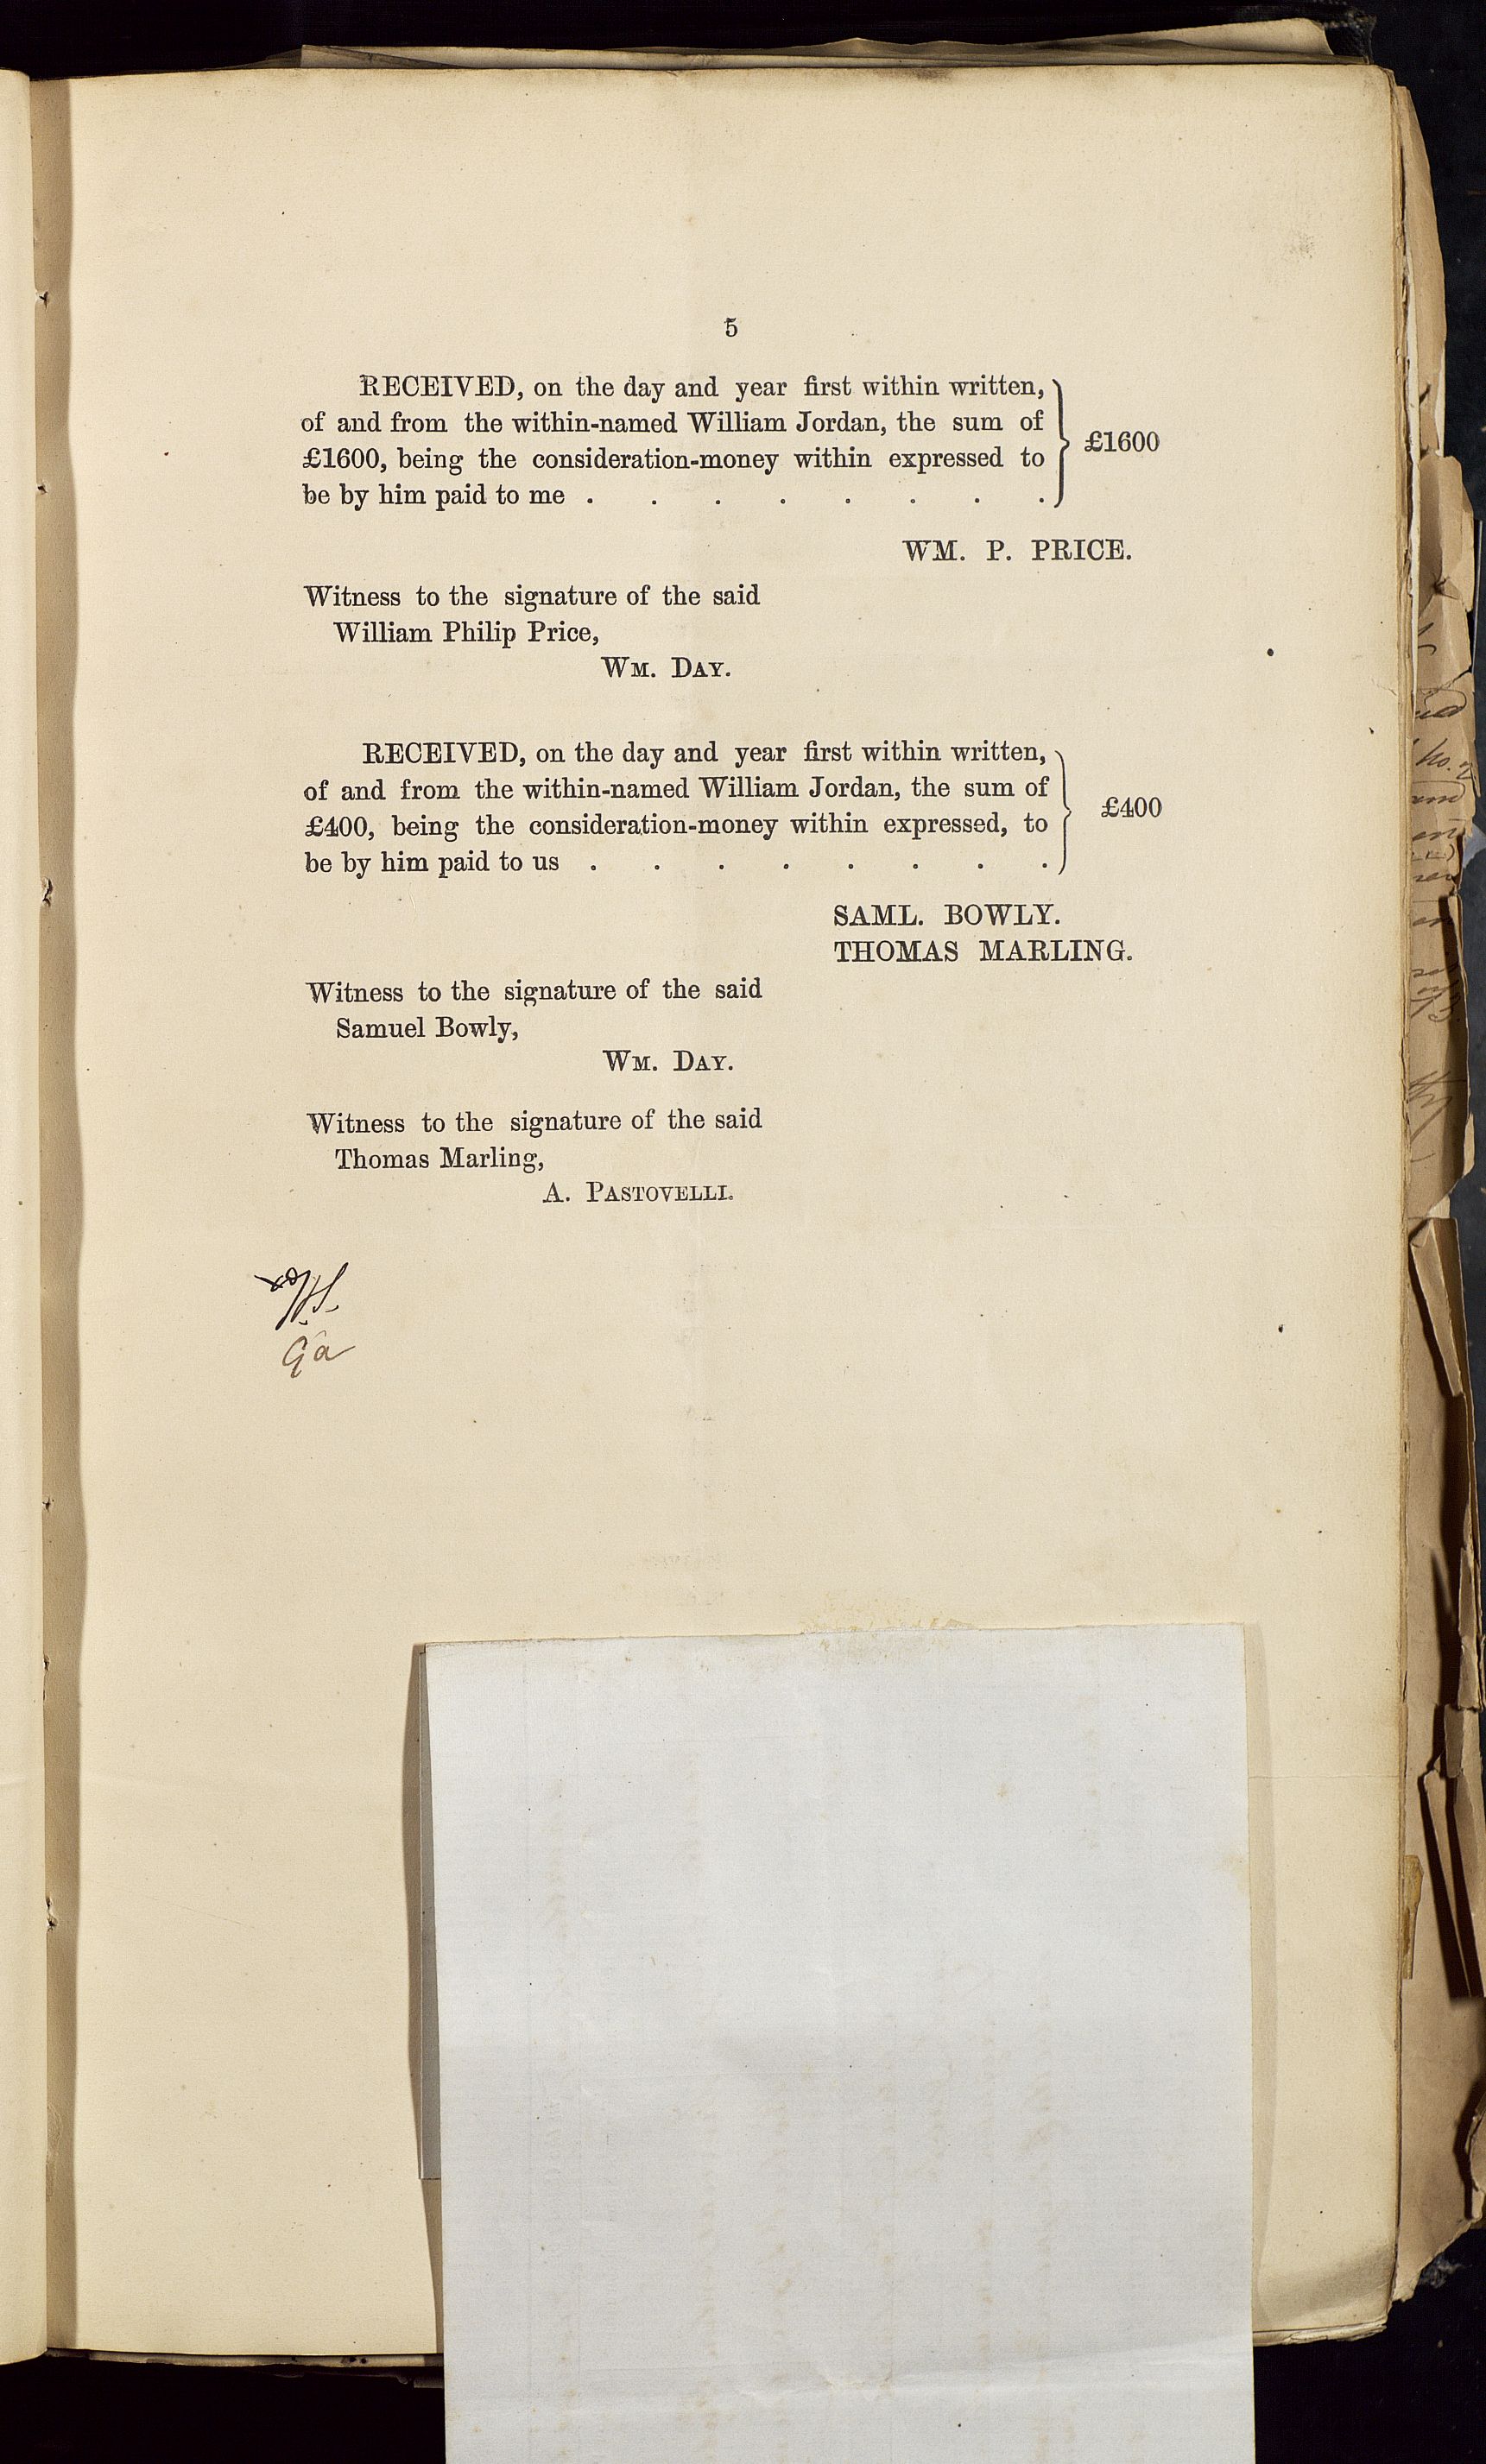 5
RECEIVED, on the day and year first within written,
of and from the within-named William Jordan, the sum of
£1600, being the consideration-money within expressed to
be by him paid to me . . . . . . . .
£1600
WM. P. PRICE.
Witness to the signature of the said
William Philip Price,
WM. DAY.
RECEIVED, on the day and year first within written,
of and from the within-named William Jordan, the sum of
£400, being the consideration-money within expressed, to
be by him paid to us . . . . . . . .
£400
SAML. BOWLY.
THOMAS MARLING.
Witness to the signature of the said
Samuel Bowly,
WM. DAY.
Witness to the signature of the said
Thomas Marling,
A. PASTOVELLI.